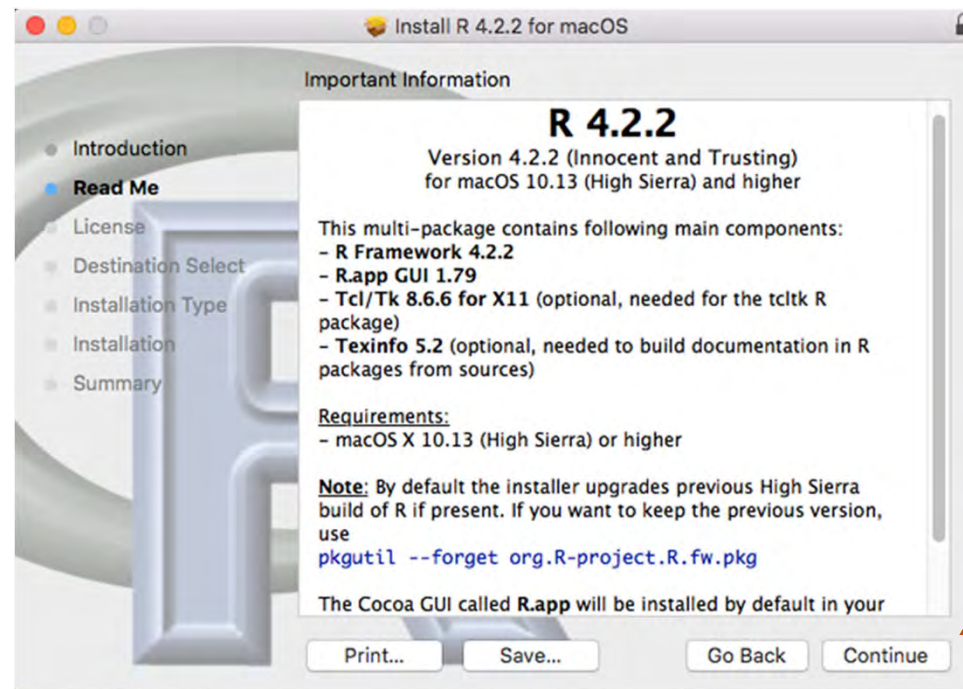 Install R 4.2.2 for macOS
Important Information
Introduction
Read Me
License
Destination Select
Installation Type
Installation
Summary
R 4.2.2
Version 4.2.2 (Innocent and Trusting)
for macOS 10.13 (High Sierra) and higher
This multi-package contains following main components:
- R Framework 4.2.2
- R.app GUI 1.79
- Tcl/Tk 8.6.6 for X11 (optional, needed for the tcltk R
package)
- Texinfo 5.2 (optional, needed to build documentation in R
packages from sources)
Requirements:
- macOS X 10.13 (High Sierra) or higher
Note: By default the installer upgrades previous High Sierra
build of R if present. If you want to keep the previous version,
use
pkgutil --forget org.R-project.R.fw.pkg
The Cocoa GUI called R.app will be installed by default in your
Print...
Save...
Go Back
Continue